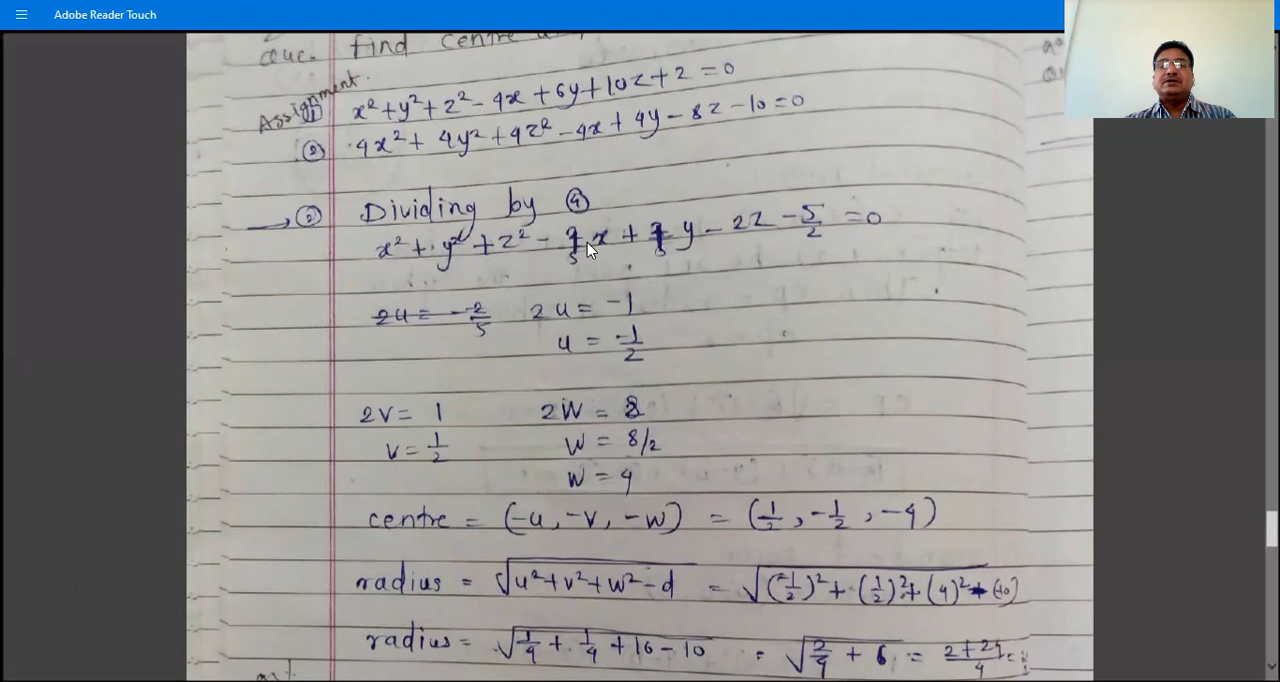 Adobe Reader Touch
Que. find centre
Assignment.
① x² + y² + z² - 4x + 6y + 10z + 2 = 0
② 4x² + 4y² + 4z² - 4x + 4y - 8z - 10 = 0
→ ② Dividing by ④
x² + y² + z² - x + y - 2z - 5/2 = 0
2u = -2/5 2u = -1
u = -1/2
2v = 1 2w = 8
v = 1/2 w = 8/2
w = 4
centre = (-u, -v, -w) = (1/2, -1/2, -4)
radius = √(u² + v² + w² - d) = √((-1/2)² + (1/2)² + (4)² + (-10))
radius = √(1/4 + 1/4 + 16 - 10) = √(2/4 + 6) = (2+24)/4 =